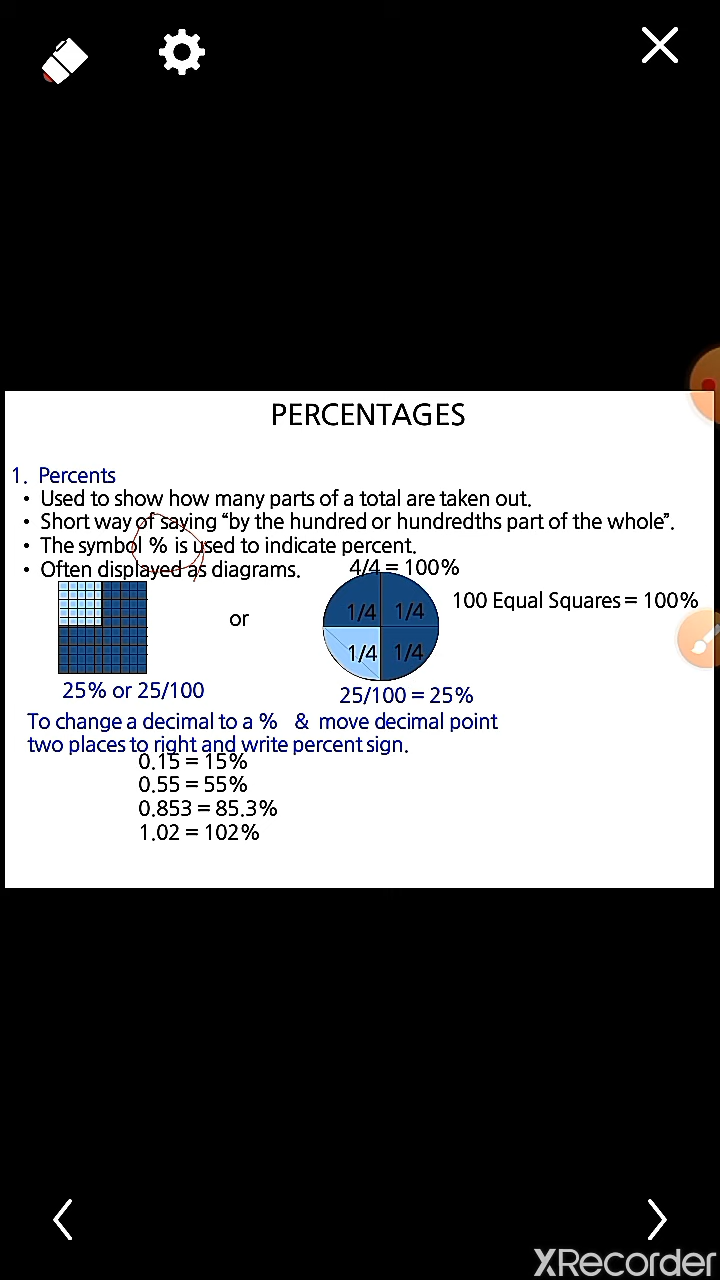 PERCENTAGES
1. Percents
• Used to show how many parts of a total are taken out.
• Short way of saying “by the hundred or hundredths part of the whole”.
• The symbol % is used to indicate percent.
• Often displayed as diagrams.
4/4 = 100%
1/4 1/4
100 Equal Squares = 100%
or
1/4 1/4
25% or 25/100
25/100 = 25%
To change a decimal to a % & move decimal point
two places to right and write percent sign.
0.15 = 15%
0.55 = 55%
0.853 = 85.3%
1.02 = 102%
XRecorder